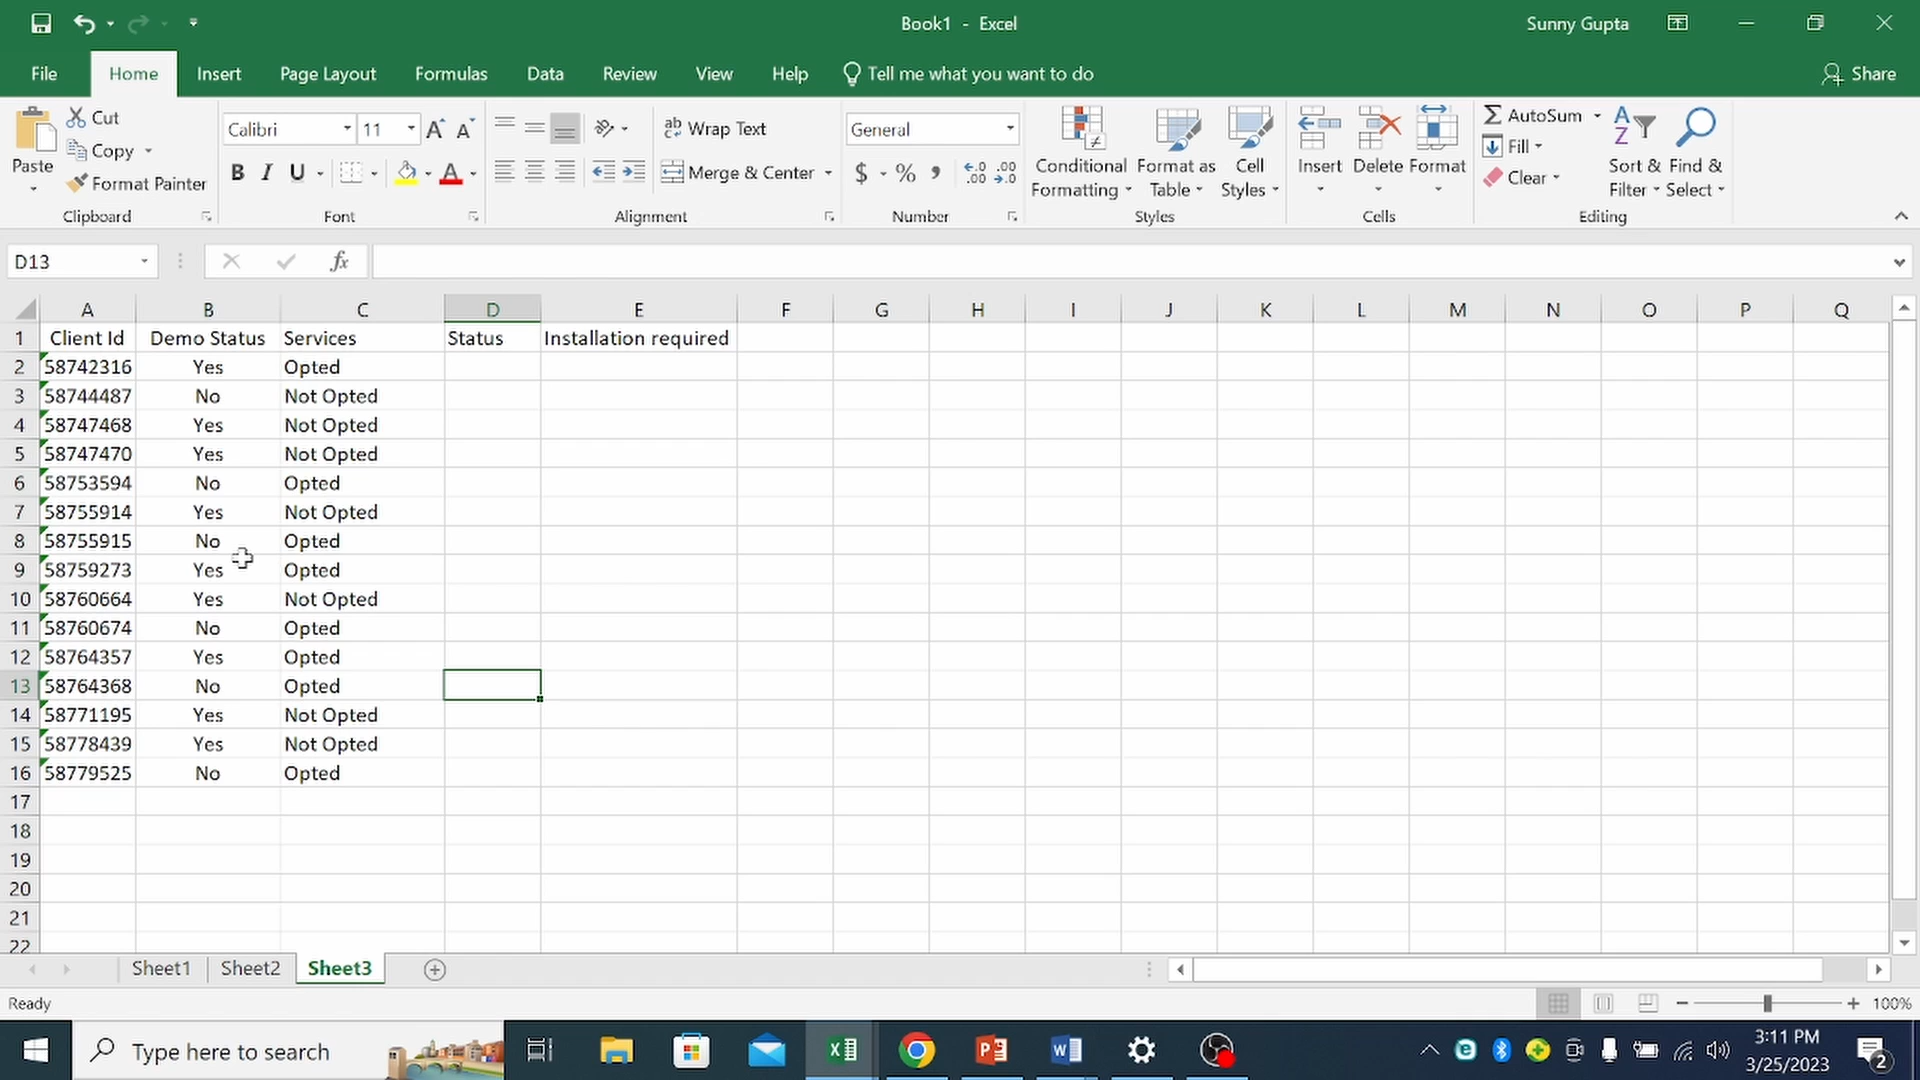 Book1 - Excel
Sunny Gupta
File Home Insert Page Layout Formulas Data Review View Help Tell me what you want to do Share
Paste
Cut
Copy
Format Painter
Clipboard
Calibri 11
B I U
Font
Wrap Text
Merge & Center
Alignment
General
$ % ,
Number
Conditional Formatting
Format as Table
Cell Styles
Styles
Insert Delete Format
Cells
AutoSum
Fill
Clear
Sort & Filter
Find & Select
Editing
D13 fx
A B C D E F G H I J K L M N O P Q
1 Client Id Demo Status Services Status Installation required
2 58742316 Yes Opted
3 58744487 No Not Opted
4 58747468 Yes Not Opted
5 58747470 Yes Not Opted
6 58753594 No Opted
7 58755914 Yes Not Opted
8 58755915 No Opted
9 58759273 Yes Opted
10 58760664 Yes Not Opted
11 58760674 No Opted
12 58764357 Yes Opted
13 58764368 No Opted
14 58771195 Yes Not Opted
15 58778439 Yes Not Opted
16 58779525 No Opted
17
18
19
20
21
22
Sheet1 Sheet2 Sheet3
Ready 100%
Type here to search
3:11 PM
3/25/2023
2